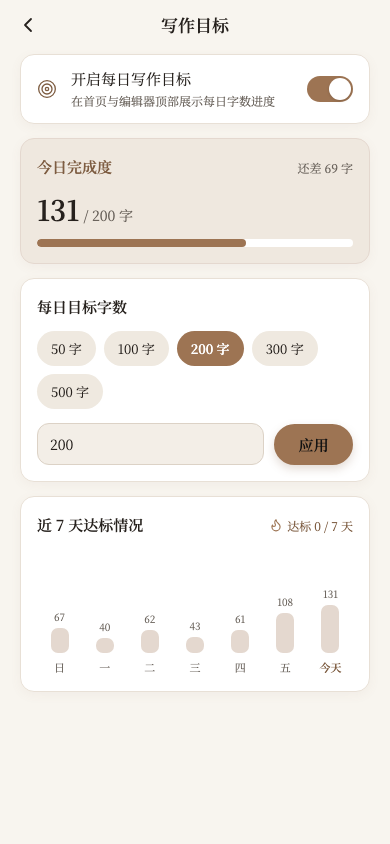 写作目标
开启每日写作目标
在首页与编辑器顶部展示每日字数进度
今日完成度
还差 69 字
131 / 200 字
每日目标字数
50 字
100 字
200 字
300 字
500 字
200
应用
近 7 天达标情况
达标 0 / 7 天
67
40
62
43
61
108
131
日
一
二
三
四
五
今天